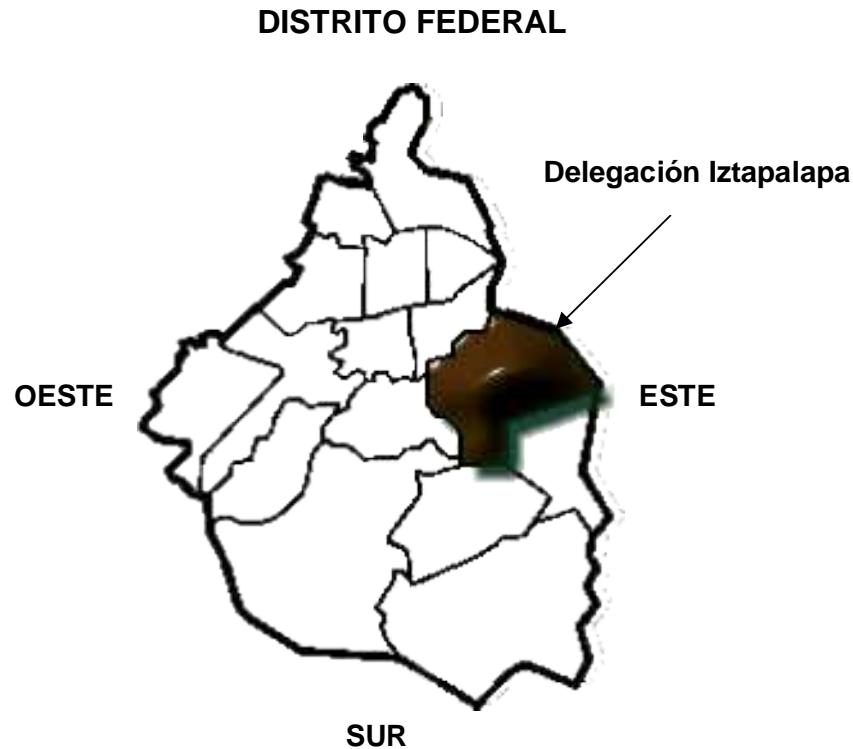 DISTRITO FEDERAL
Delegación Iztapalapa
OESTE
ESTE
SUR